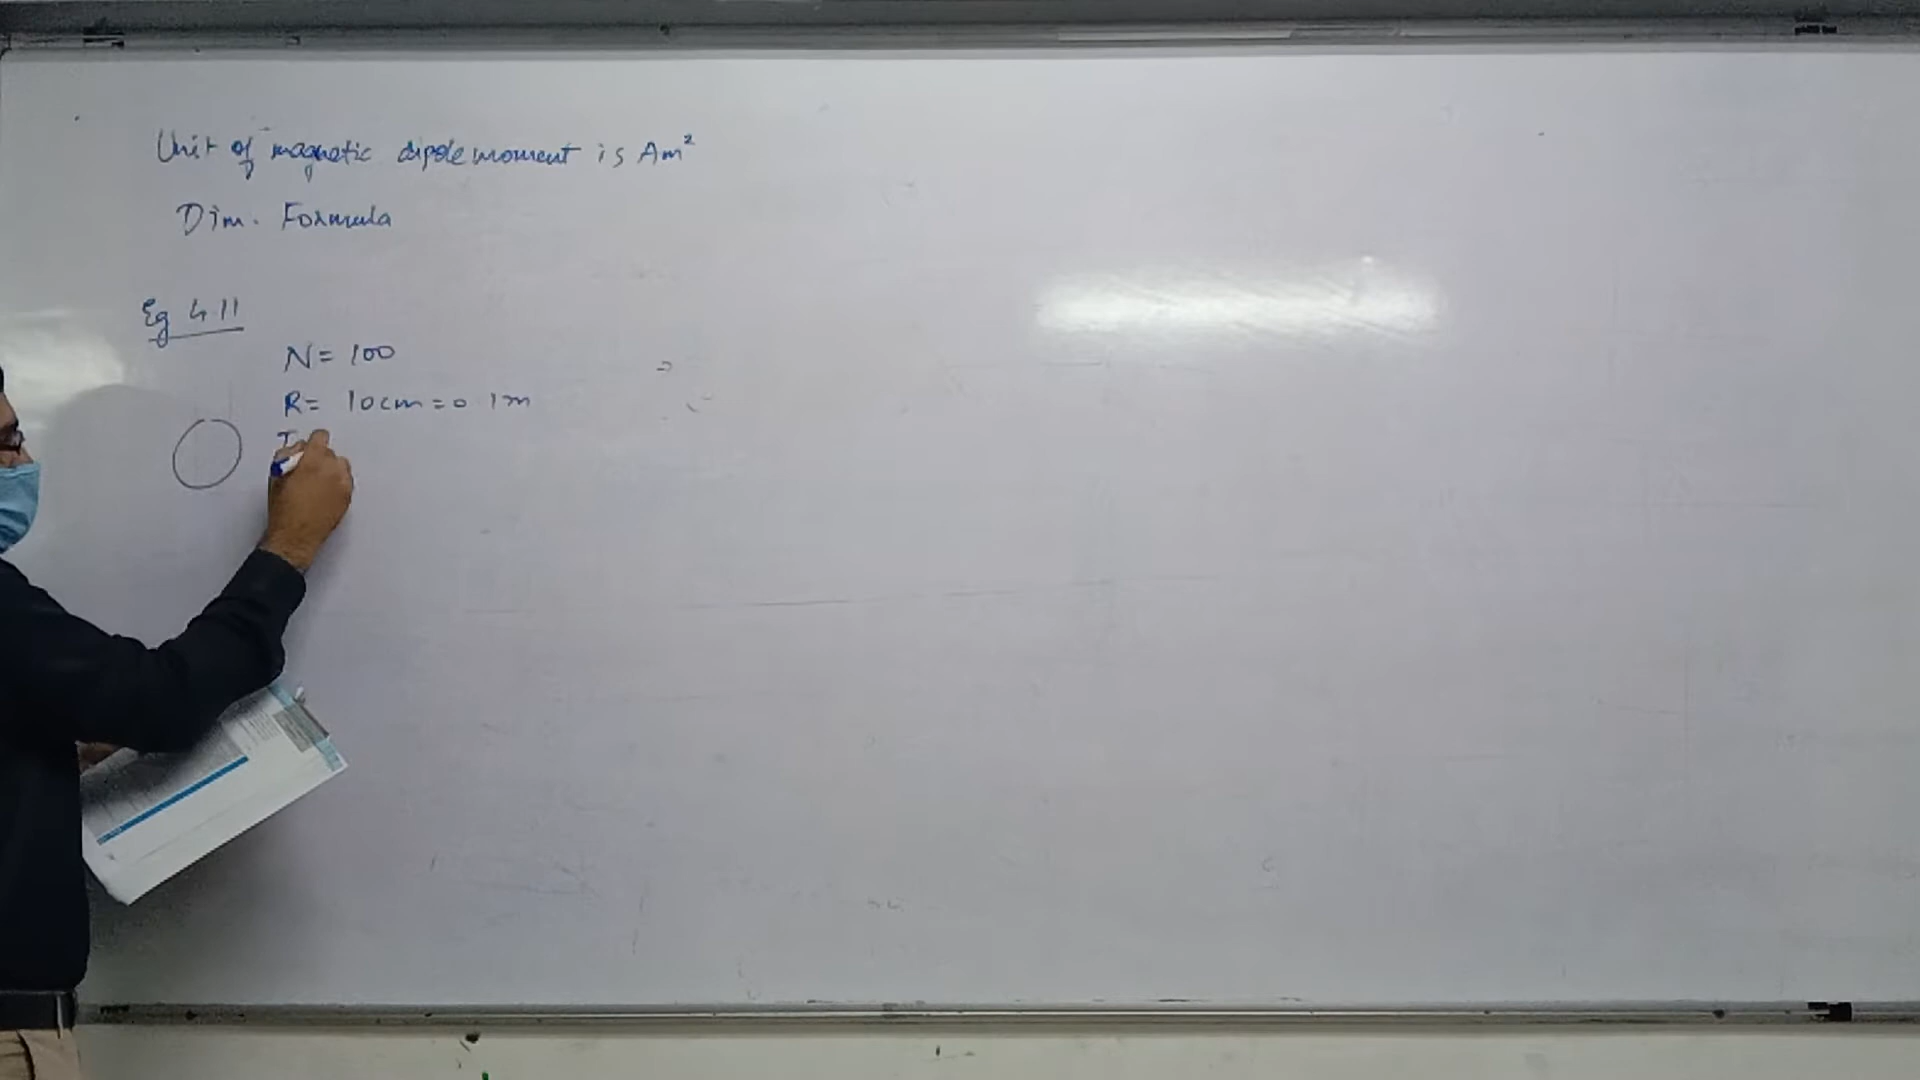 Unit of magnetic dipole moment is Am²
Dim. Formula
Eg 4.11
N = 100
R = 10cm = 0.1m
I